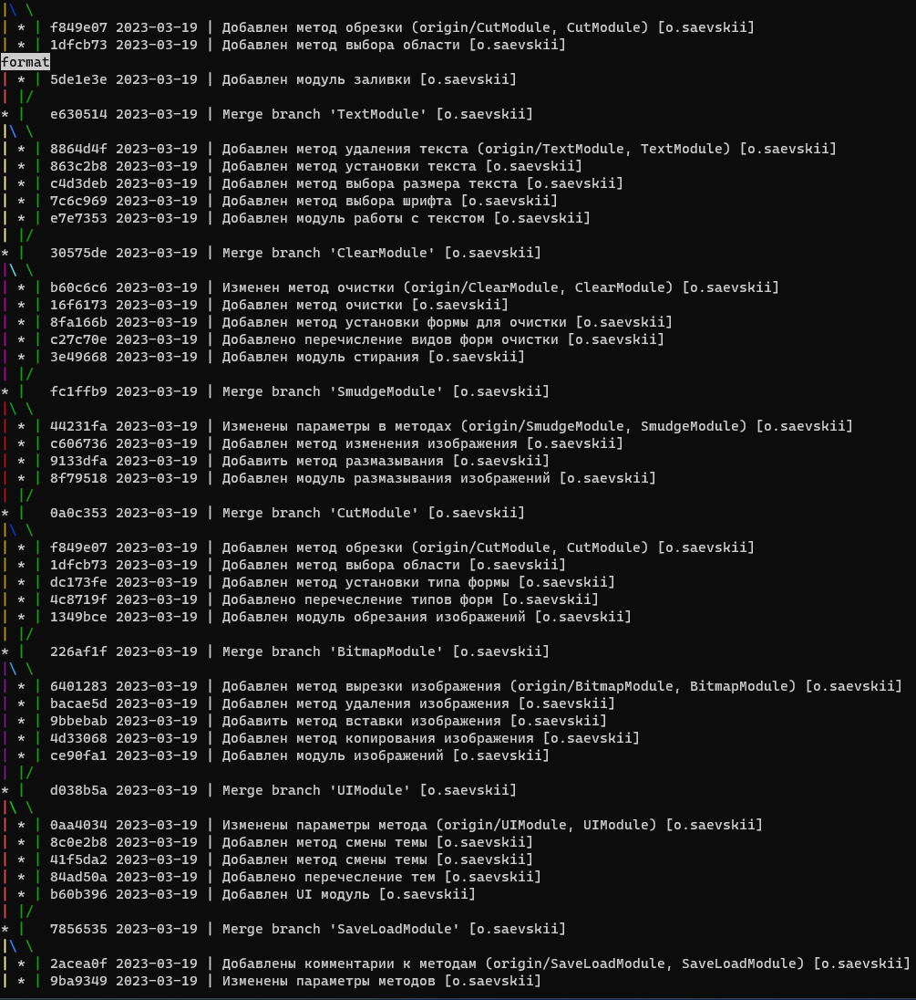 |\ \
| * | f849e07 2023-03-19 | Добавлен метод обрезки (origin/CutModule, CutModule) [o.saevskii]
| * | 1dfcb73 2023-03-19 | Добавлен метод выбора области [o.saevskii]
format
| * | 5de1e3e 2023-03-19 | Добавлен модуль заливки [o.saevskii]
| |/
* | e630514 2023-03-19 | Merge branch 'TextModule' [o.saevskii]
|\ \
| * | 8864d4f 2023-03-19 | Добавлен метод удаления текста (origin/TextModule, TextModule) [o.saevskii]
| * | 863c2b8 2023-03-19 | Добавлен метод установки текста [o.saevskii]
| * | c4d3deb 2023-03-19 | Добавлен метод выбора размера текста [o.saevskii]
| * | 7c6c969 2023-03-19 | Добавлен метод выбора шрифта [o.saevskii]
| * | e7e7353 2023-03-19 | Добавлен модуль работы с текстом [o.saevskii]
| |/
* | 30575de 2023-03-19 | Merge branch 'ClearModule' [o.saevskii]
|\ \
| * | b60c6c6 2023-03-19 | Изменен метод очистки (origin/ClearModule, ClearModule) [o.saevskii]
| * | 16f6173 2023-03-19 | Добавлен метод очистки [o.saevskii]
| * | 8fa166b 2023-03-19 | Добавлен метод установки формы для очистки [o.saevskii]
| * | c27c70e 2023-03-19 | Добавлено перечисление видов форм очистки [o.saevskii]
| * | 3e49668 2023-03-19 | Добавлен модуль стирания [o.saevskii]
| |/
* | fc1ffb9 2023-03-19 | Merge branch 'SmudgeModule' [o.saevskii]
|\ \
| * | 44231fa 2023-03-19 | Изменены параметры в методах (origin/SmudgeModule, SmudgeModule) [o.saevskii]
| * | c606736 2023-03-19 | Добавлен метод изменения изображения [o.saevskii]
| * | 9133dfa 2023-03-19 | Добавить метод размазывания [o.saevskii]
| * | 8f79518 2023-03-19 | Добавлен модуль размазывания изображений [o.saevskii]
| |/
* | 0a0c353 2023-03-19 | Merge branch 'CutModule' [o.saevskii]
|\ \
| * | f849e07 2023-03-19 | Добавлен метод обрезки (origin/CutModule, CutModule) [o.saevskii]
| * | 1dfcb73 2023-03-19 | Добавлен метод выбора области [o.saevskii]
| * | dc173fe 2023-03-19 | Добавлен метод установки типа формы [o.saevskii]
| * | 4c8719f 2023-03-19 | Добавлено перечесление типов форм [o.saevskii]
| * | 1349bce 2023-03-19 | Добавлен модуль обрезания изображений [o.saevskii]
| |/
* | 226af1f 2023-03-19 | Merge branch 'BitmapModule' [o.saevskii]
|\ \
| * | 6401283 2023-03-19 | Добавлен метод вырезки изображения (origin/BitmapModule, BitmapModule) [o.saevskii]
| * | bacae5d 2023-03-19 | Добавлен метод удаления изображения [o.saevskii]
| * | 9bbebab 2023-03-19 | Добавить метод вставки изображения [o.saevskii]
| * | 4d33068 2023-03-19 | Добавлен метод копирования изображения [o.saevskii]
| * | ce90fa1 2023-03-19 | Добавлен модуль изображений [o.saevskii]
| |/
* | d038b5a 2023-03-19 | Merge branch 'UIModule' [o.saevskii]
|\ \
| * | 0aa4034 2023-03-19 | Изменены параметры метода (origin/UIModule, UIModule) [o.saevskii]
| * | 8c0e2b8 2023-03-19 | Добавлен метод смены темы [o.saevskii]
| * | 41f5da2 2023-03-19 | Добавлен метод смены темы [o.saevskii]
| * | 84ad50a 2023-03-19 | Добавлено перечесление тем [o.saevskii]
| * | b60b396 2023-03-19 | Добавлен UI модуль [o.saevskii]
| |/
* | 7856535 2023-03-19 | Merge branch 'SaveLoadModule' [o.saevskii]
|\ \
| * | 2acea0f 2023-03-19 | Добавлены комментарии к методам (origin/SaveLoadModule, SaveLoadModule) [o.saevskii]
| * | 9ba9349 2023-03-19 | Изменены параметры методов [o.saevskii]